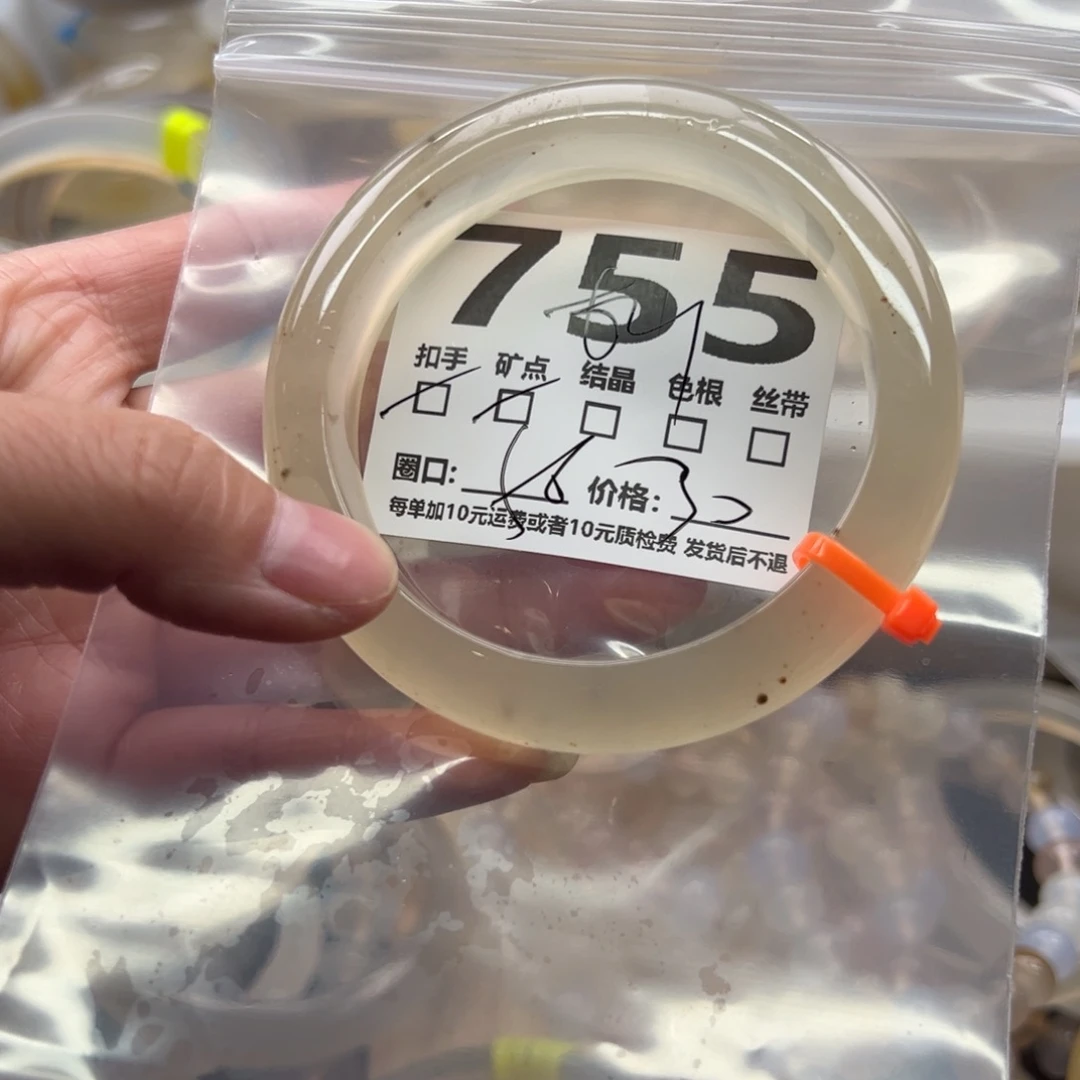 755
扣手 矿点 结晶 色根 丝带
圈口: 价格:
每单加10元运费或者10元质检费 发货后不退